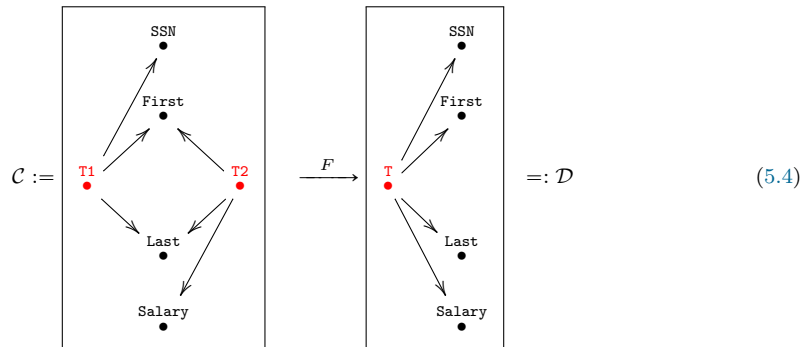 SSN
SSN
First
First
C := T1 T2 F T =: D (5.4)
Last
Last
Salary
Salary